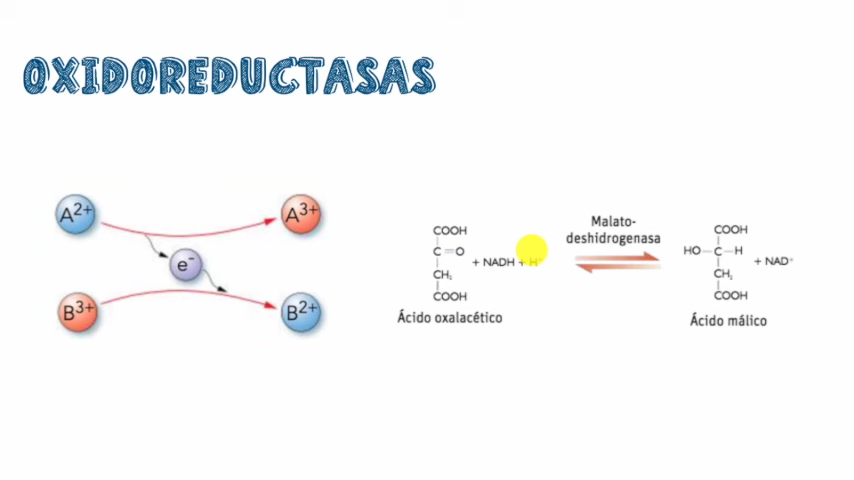 OXIDOREDUCTASAS
A2+
A3+
e-
B3+
B2+
COOH
C=O
+ NADH + H+
CH2
COOH
Ácido oxalacético
Malato-
deshidrogenasa
COOH
HO-C-H
+ NAD+
CH2
COOH
Ácido málico